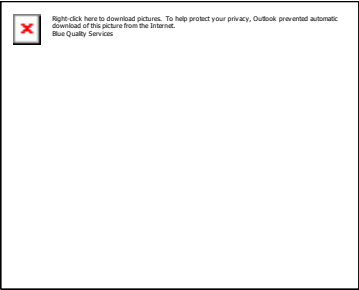 Right-click here to download pictures. To help protect your privacy, Outlook prevented automatic
download of this picture from the Internet.
Blue Quality Services